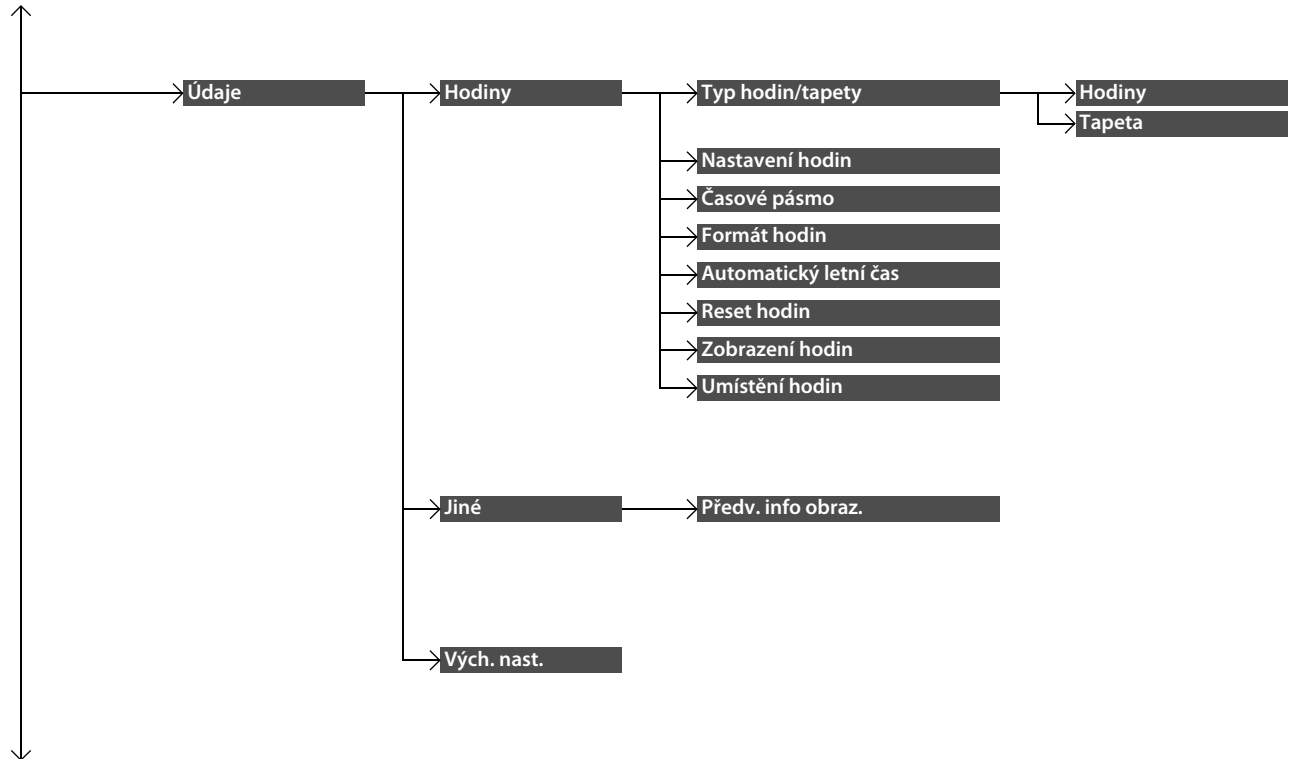 Údaje
Hodiny
Typ hodin/tapety
Hodiny
Tapeta
Nastavení hodin
Časové pásmo
Formát hodin
Automatický letní čas
Reset hodin
Zobrazení hodin
Umístění hodin
Jiné
Předv. info obraz.
Vých. nast.